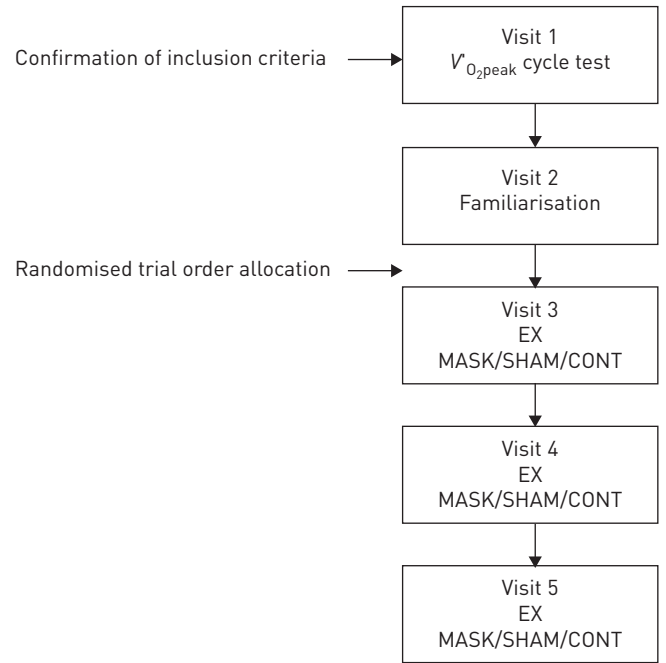 Visit 1
Confirmation of inclusion criteria
V̇O₂peak cycle test
Visit 2
Familiarisation
Randomised trial order allocation
Visit 3
EX
MASK/SHAM/CONT
Visit 4
EX
MASK/SHAM/CONT
Visit 5
EX
MASK/SHAM/CONT